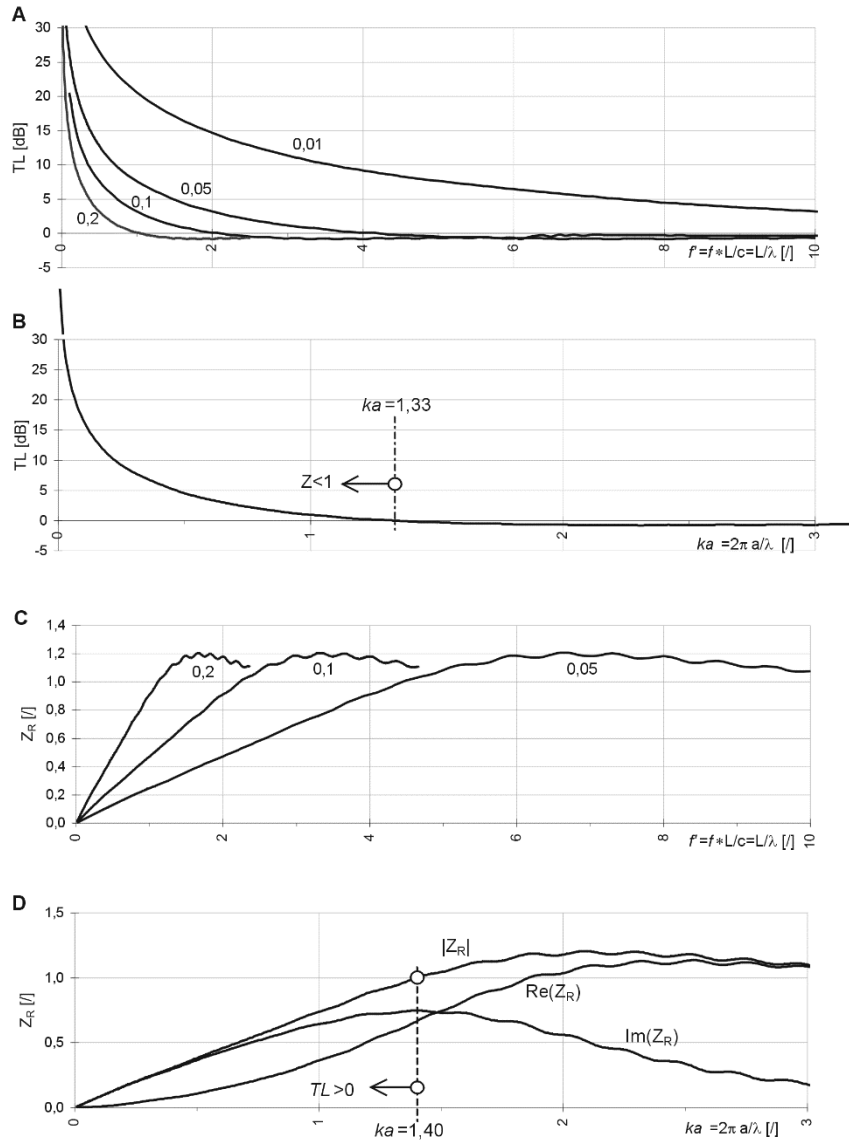 A
TL [dB]
30
25
20
15
10
5
0
-5
0,01
0,05
0,1
0,2
0
2
4
6
8
10
f'=f∗L/c=L/λ [/]
B
TL [dB]
30
25
20
15
10
5
0
-5
ka =1,33
Z<1
0
1
2
3
ka =2π a/λ [/]
C
Z_R [/]
1,4
1,2
1,0
0,8
0,6
0,4
0,2
0,0
0,2
0,1
0,05
0
2
4
6
8
10
f'=f∗L/c=L/λ [/]
D
Z_R [/]
1,5
1,0
0,5
0,0
|Z_R|
Re(Z_R)
Im(Z_R)
TL>0
ka=1,40
0
1
2
3
ka =2π a/λ [/]